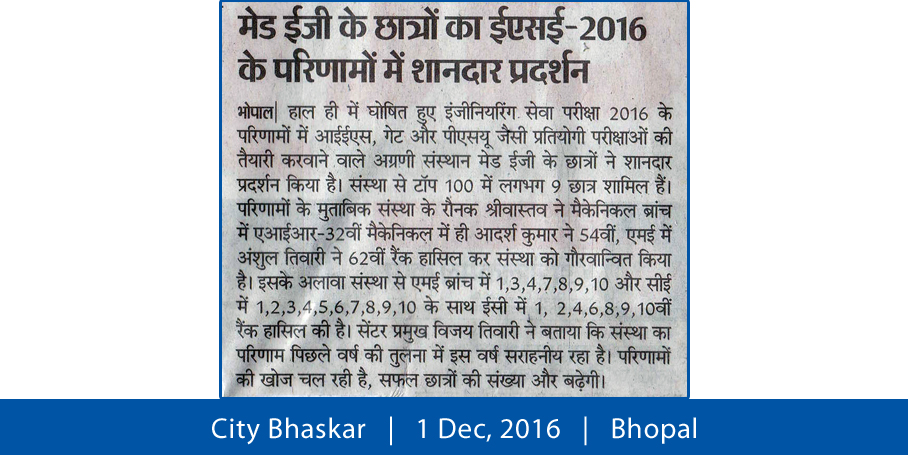 मेड ईजी के छात्रों का ईएसई-2016
के परिणामों में शानदार प्रदर्शन
भोपाल| हाल ही में घोषित हुए इंजीनियरिंग सेवा परीक्षा 2016 के
परिणामों में आईईएस, गेट और पीएसयू जैसी प्रतियोगी परीक्षाओं की
तैयारी करवाने वाले अग्रणी संस्थान मेड ईजी के छात्रों ने शानदार
प्रदर्शन किया है। संस्था से टॉप 100 में लगभग 9 छात्र शामिल हैं।
परिणामों के मुताबिक संस्था के रौनक श्रीवास्तव ने मैकेनिकल ब्रांच
में एआईआर-32वीं मैकेनिकल में ही आदर्श कुमार ने 54वीं, एमई में
अंशुल तिवारी ने 62वीं रैंक हासिल कर संस्था को गौरवान्वित किया
है। इसके अलावा संस्था से एमई ब्रांच में 1,3,4,7,8,9,10 और सीई
में 1,2,3,4,5,6,7,8,9,10 के साथ ईसी में 1, 2,4,6,8,9,10वीं
रैंक हासिल की है। सेंटर प्रमुख विजय तिवारी ने बताया कि संस्था का
परिणाम पिछले वर्ष की तुलना में इस वर्ष सराहनीय रहा है। परिणामों
की खोज चल रही है, सफल छात्रों की संख्या और बढ़ेगी।
City Bhaskar | 1 Dec, 2016 | Bhopal